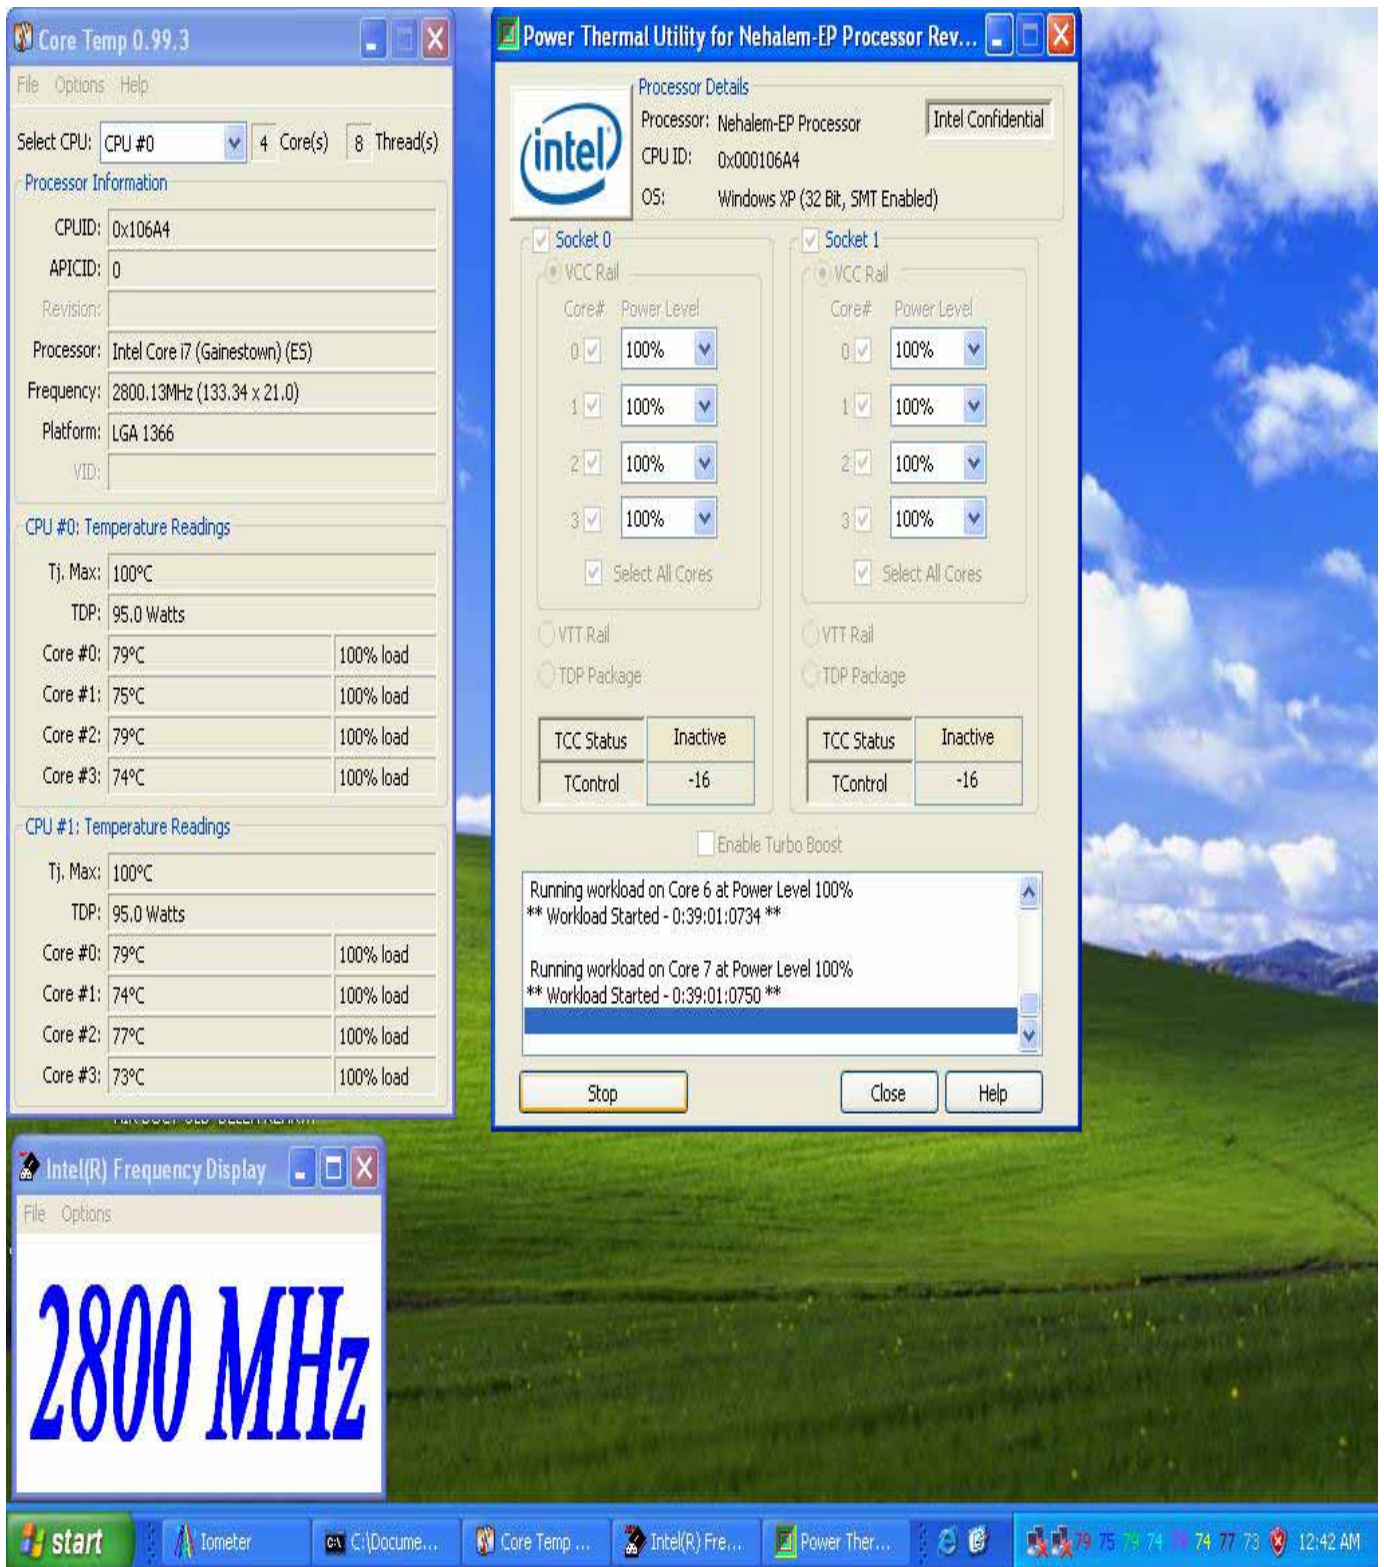 Core Temp 0.99.3
File Options Help
Select CPU: CPU #0 4 Core(s) 8 Thread(s)
Processor Information
CPUID: 0x106A4
APICID: 0
Revision:
Processor: Intel Core i7 (Gainestown) (ES)
Frequency: 2800.13MHz (133.34 x 21.0)
Platform: LGA 1366
VID:
CPU #0: Temperature Readings
Tj. Max: 100°C
TDP: 95.0 Watts
Core #0: 79°C 100% load
Core #1: 75°C 100% load
Core #2: 79°C 100% load
Core #3: 74°C 100% load
CPU #1: Temperature Readings
Tj. Max: 100°C
TDP: 95.0 Watts
Core #0: 79°C 100% load
Core #1: 74°C 100% load
Core #2: 77°C 100% load
Core #3: 73°C 100% load
Power Thermal Utility for Nehalem-EP Processor Rev...
intel
Processor Details
Processor: Nehalem-EP Processor
Intel Confidential
CPU ID: 0x000106A4
OS: Windows XP (32 Bit, SMT Enabled)
Socket 0
VCC Rail
Core# Power Level
0 100%
1 100%
2 100%
3 100%
Select All Cores
VTT Rail
TDP Package
TCC Status Inactive
TControl -16
Socket 1
VCC Rail
Core# Power Level
0 100%
1 100%
2 100%
3 100%
Select All Cores
VTT Rail
TDP Package
TCC Status Inactive
TControl -16
Enable Turbo Boost
Running workload on Core 6 at Power Level 100%
** Workload Started - 0:39:01:0734 **
Running workload on Core 7 at Power Level 100%
** Workload Started - 0:39:01:0750 **
Stop Close Help
Intel(R) Frequency Display
File Options
2800 MHz
start Iometer C:\Docume... Core Temp ... Intel(R) Fre... Power Ther... 79 75 79 74 79 74 77 73 12:42 AM